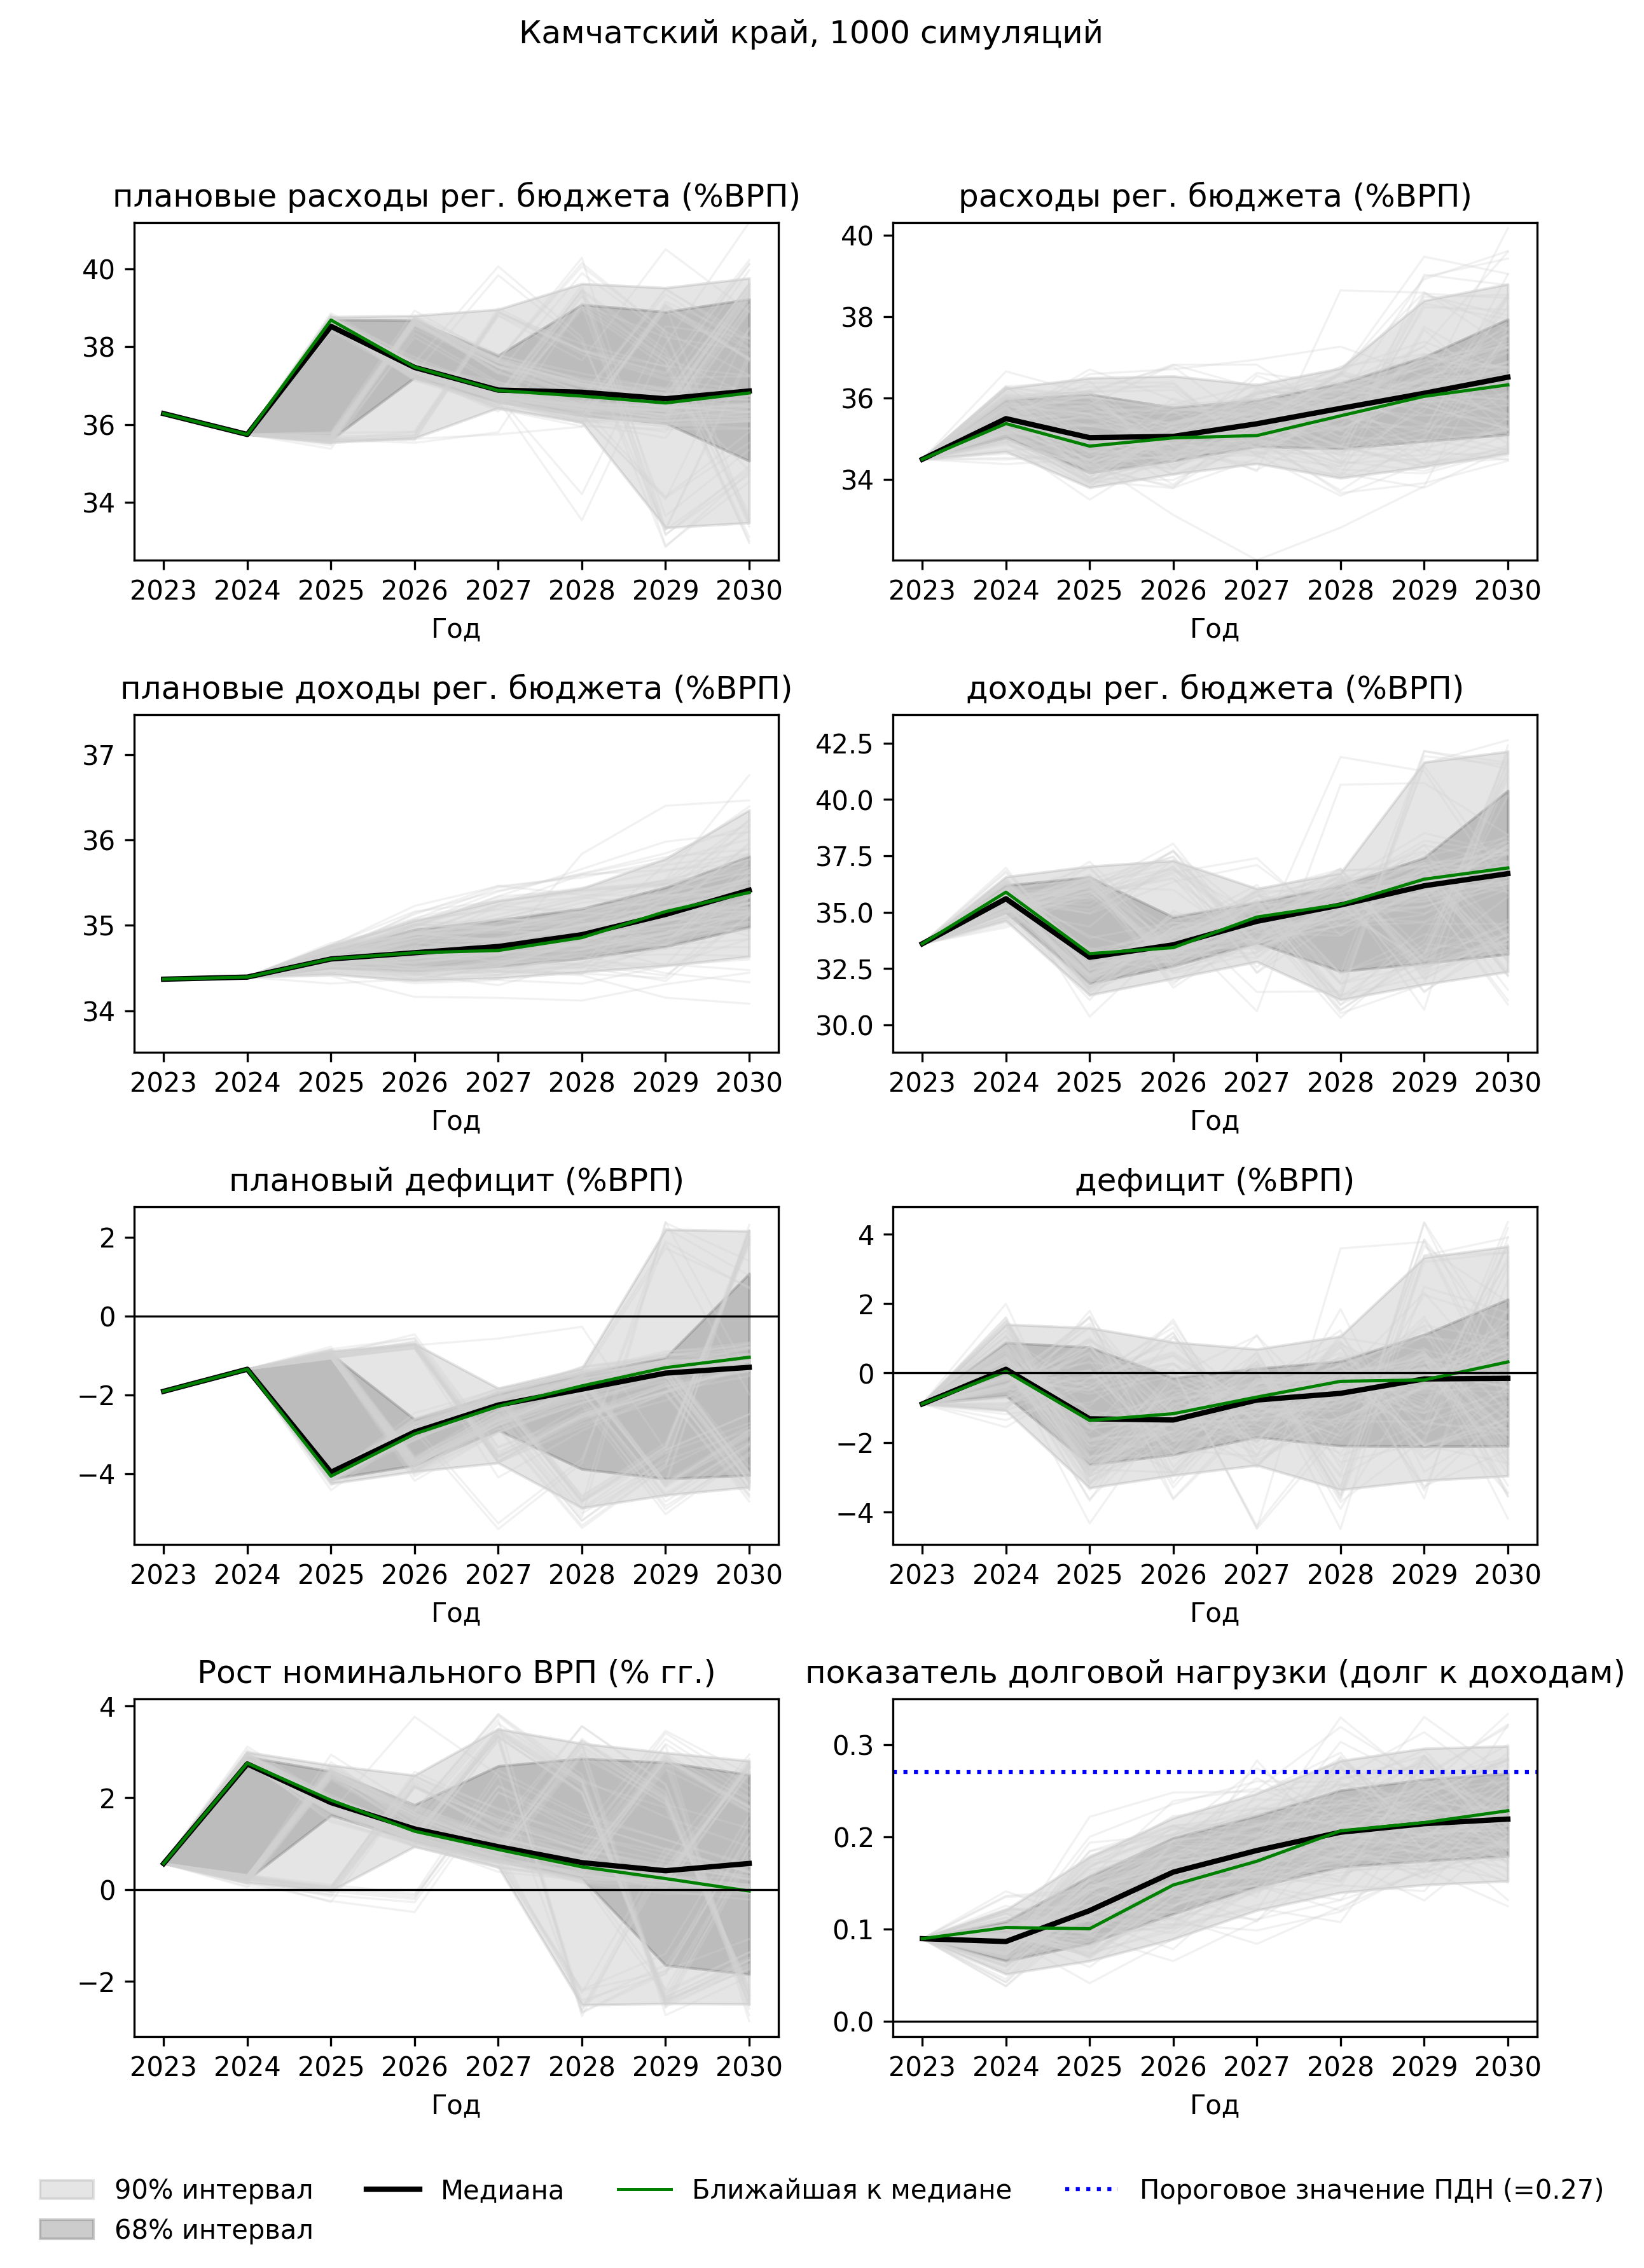 Камчатский край, 1000 симуляций
плановые расходы рег. бюджета (%ВРП)
40
38
36
34
2023 2024 2025 2026 2027 2028 2029 2030
Год
расходы рег. бюджета (%ВРП)
40
38
36
34
2023 2024 2025 2026 2027 2028 2029 2030
Год
плановые доходы рег. бюджета (%ВРП)
37
36
35
34
2023 2024 2025 2026 2027 2028 2029 2030
Год
доходы рег. бюджета (%ВРП)
42.5
40.0
37.5
35.0
32.5
30.0
2023 2024 2025 2026 2027 2028 2029 2030
Год
плановый дефицит (%ВРП)
2
0
−2
−4
2023 2024 2025 2026 2027 2028 2029 2030
Год
дефицит (%ВРП)
4
2
0
−2
−4
2023 2024 2025 2026 2027 2028 2029 2030
Год
Рост номинального ВРП (% гг.)
4
2
0
−2
2023 2024 2025 2026 2027 2028 2029 2030
Год
показатель долговой нагрузки (долг к доходам)
0.3
0.2
0.1
0.0
2023 2024 2025 2026 2027 2028 2029 2030
Год
90% интервал
68% интервал
Медиана
Ближайшая к медиане
Пороговое значение ПДН (=0.27)